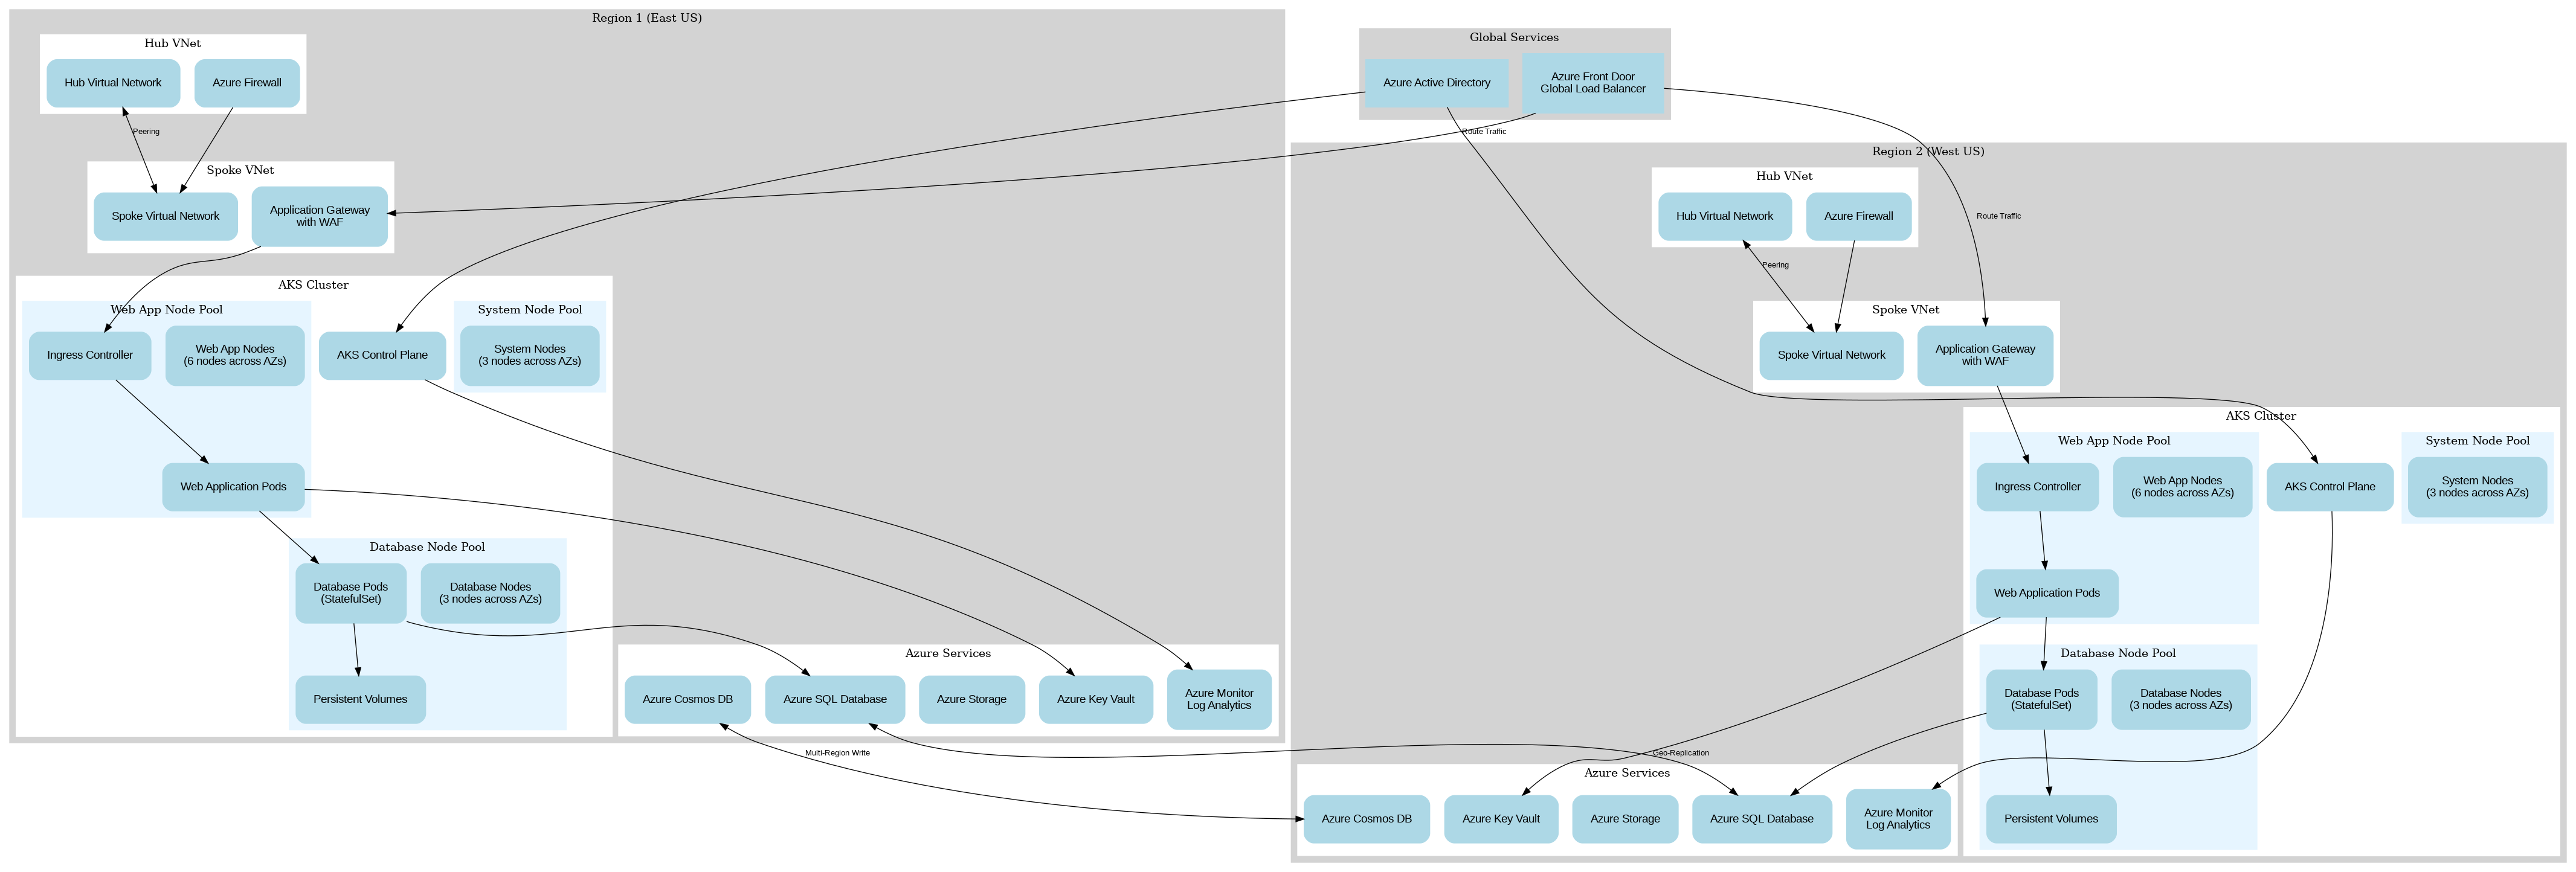 Region 1 (East US)
Hub VNet
Hub Virtual Network
Azure Firewall
Peering
Spoke VNet
Spoke Virtual Network
Application Gateway
with WAF
AKS Cluster
Web App Node Pool
Ingress Controller
Web App Nodes
(6 nodes across AZs)
Web Application Pods
AKS Control Plane
System Node Pool
System Nodes
(3 nodes across AZs)
Database Node Pool
Database Pods
(StatefulSet)
Database Nodes
(3 nodes across AZs)
Persistent Volumes
Azure Services
Azure Cosmos DB
Azure SQL Database
Azure Storage
Azure Key Vault
Azure Monitor
Log Analytics
Global Services
Azure Active Directory
Azure Front Door
Global Load Balancer
Route Traffic
Route Traffic
Region 2 (West US)
Hub VNet
Hub Virtual Network
Azure Firewall
Peering
Spoke VNet
Spoke Virtual Network
Application Gateway
with WAF
AKS Cluster
Web App Node Pool
Ingress Controller
Web App Nodes
(6 nodes across AZs)
Web Application Pods
AKS Control Plane
System Node Pool
System Nodes
(3 nodes across AZs)
Database Node Pool
Database Pods
(StatefulSet)
Database Nodes
(3 nodes across AZs)
Persistent Volumes
Multi-Region Write
Geo-Replication
Azure Services
Azure Cosmos DB
Azure Key Vault
Azure Storage
Azure SQL Database
Azure Monitor
Log Analytics